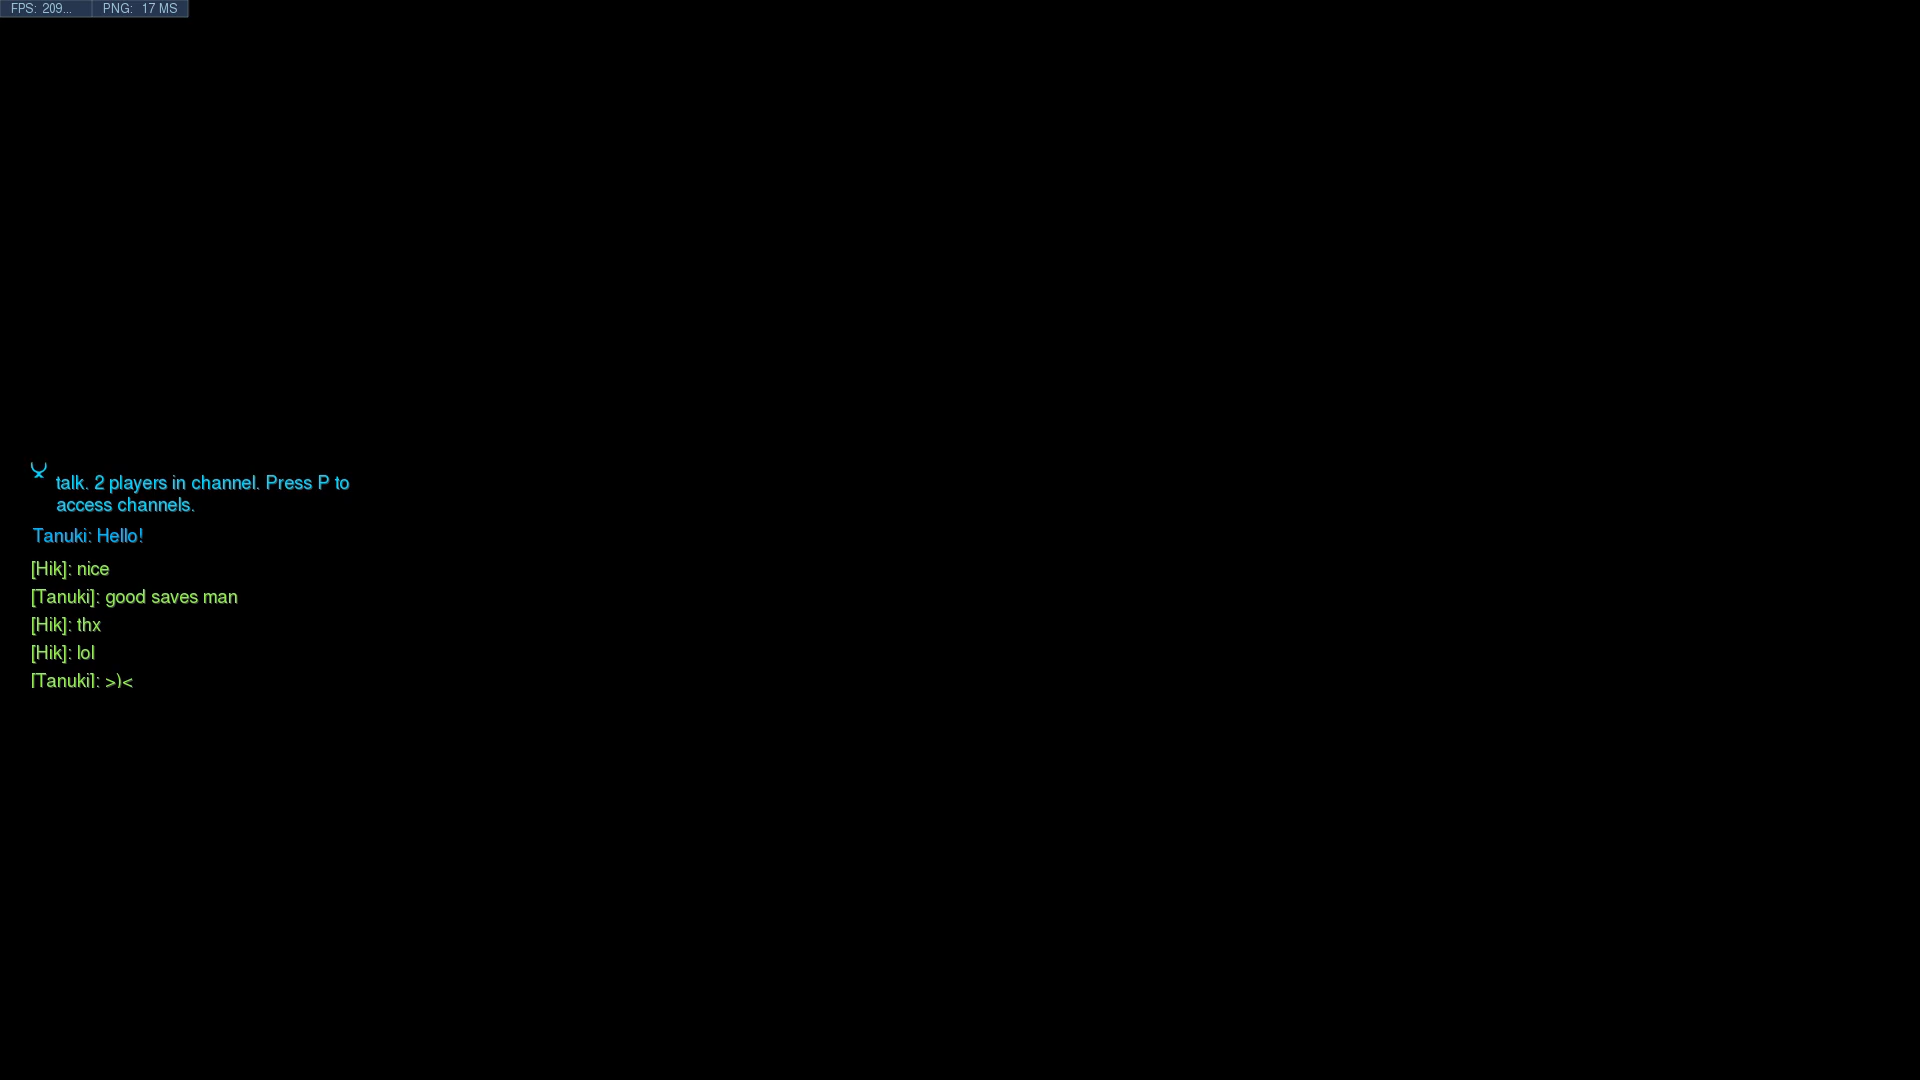 FPS: 209... PNG: 17 MS
talk. 2 players in channel. Press P to
access channels.
Tanuki: Hello!
[Hik]: nice
[Tanuki]: good saves man
[Hik]: thx
[Hik]: lol
[Tanuki]: >)<